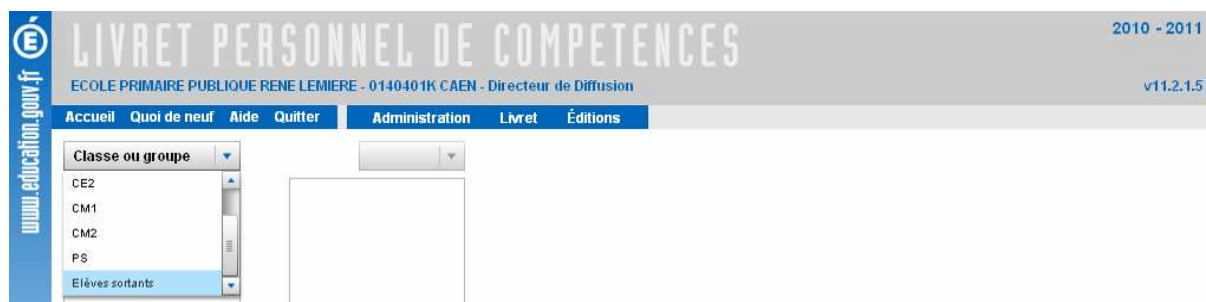 LIVRET PERSONNEL DE COMPETENCES
2010 - 2011
ECOLE PRIMAIRE PUBLIQUE RENE LEMIERE - 0140401K CAEN - Directeur de Diffusion
v11.2.1.5
Accueil Quoi de neuf Aide Quitter Administration Livret Éditions
www.education.gouv.fr
Classe ou groupe
CE2
CM1
CM2
PS
Elèves sortants